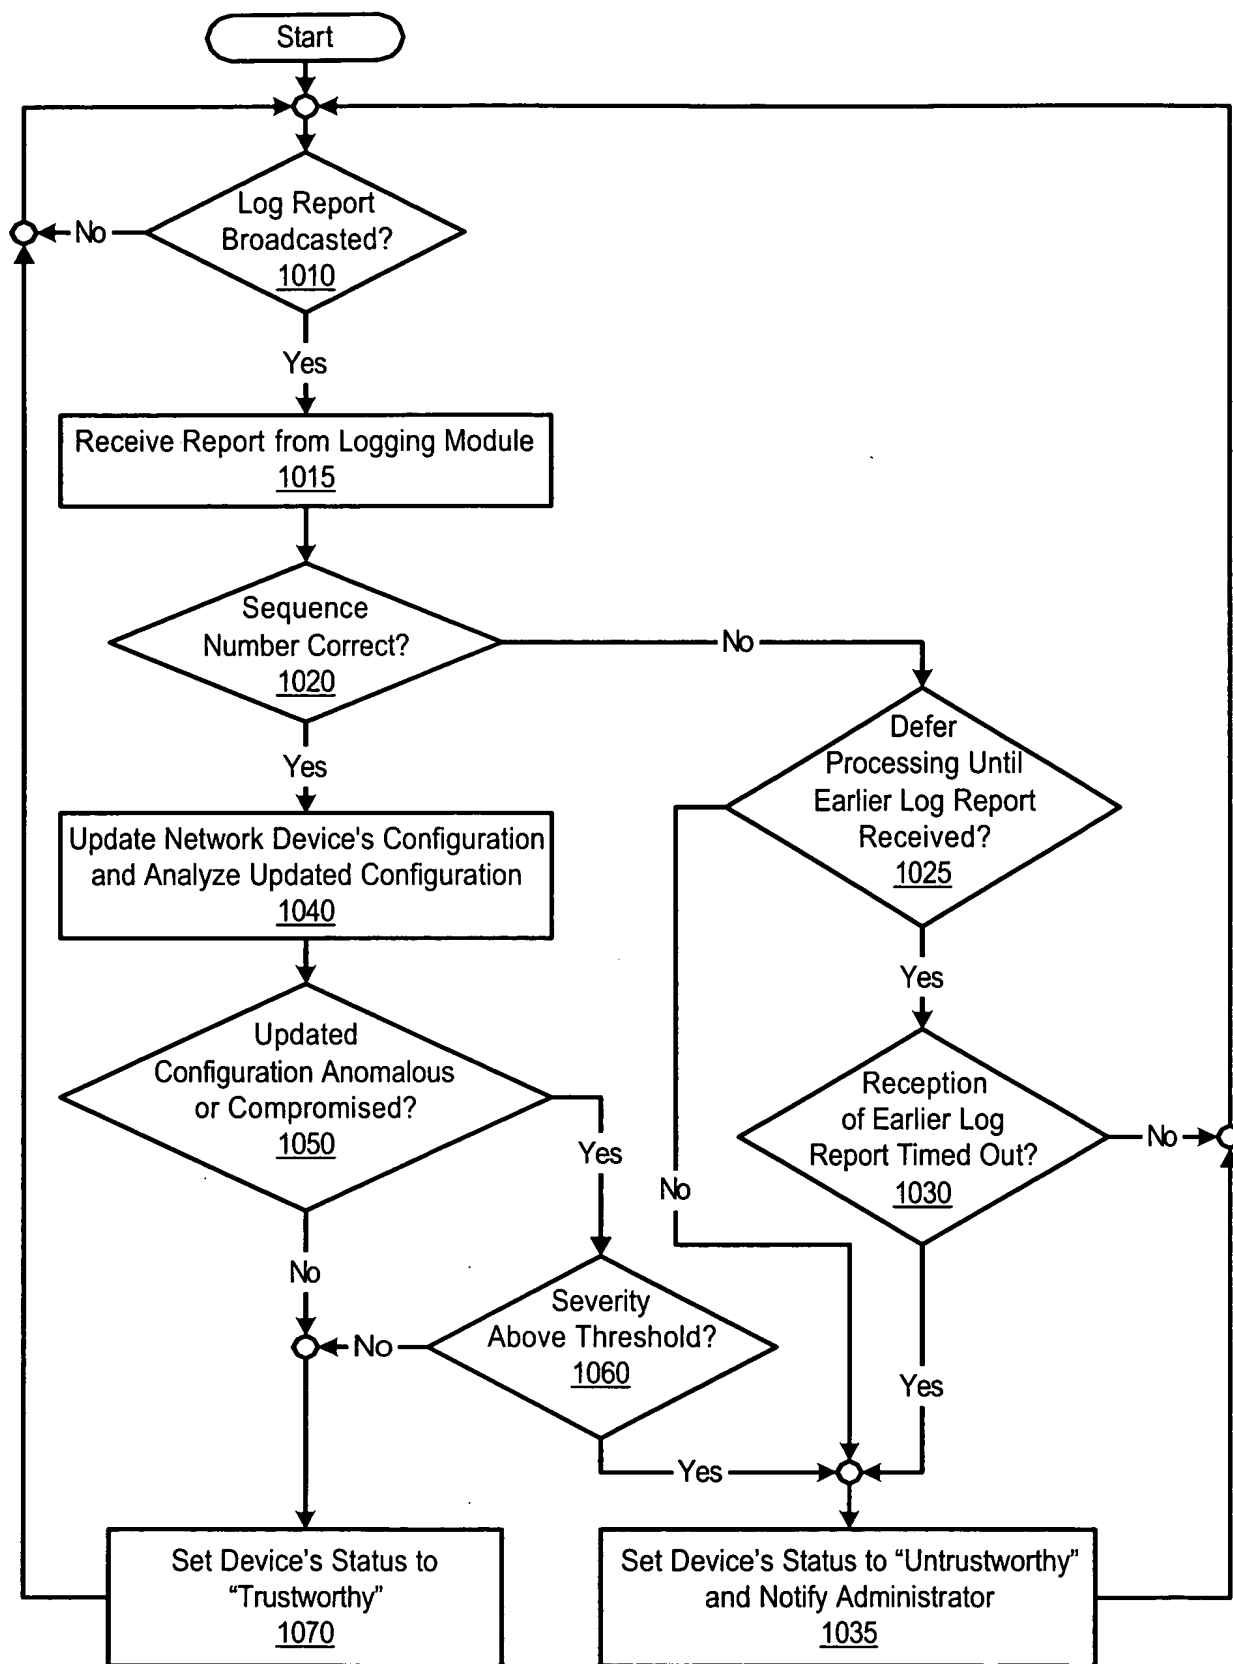 Start
Log Report
Broadcasted?
1010
No
Yes
Receive Report from Logging Module
1015
Sequence
Number Correct?
1020
No
Yes
Defer
Processing Until
Earlier Log Report
Received?
1025
Update Network Device's Configuration
and Analyze Updated Configuration
1040
Yes
Updated
Configuration Anomalous
or Compromised?
1050
Yes
No
Reception
of Earlier Log
Report Timed Out?
1030
No
No
Severity
Above Threshold?
1060
No
Yes
Yes
Set Device's Status to
“Trustworthy”
1070
Set Device's Status to “Untrustworthy”
and Notify Administrator
1035